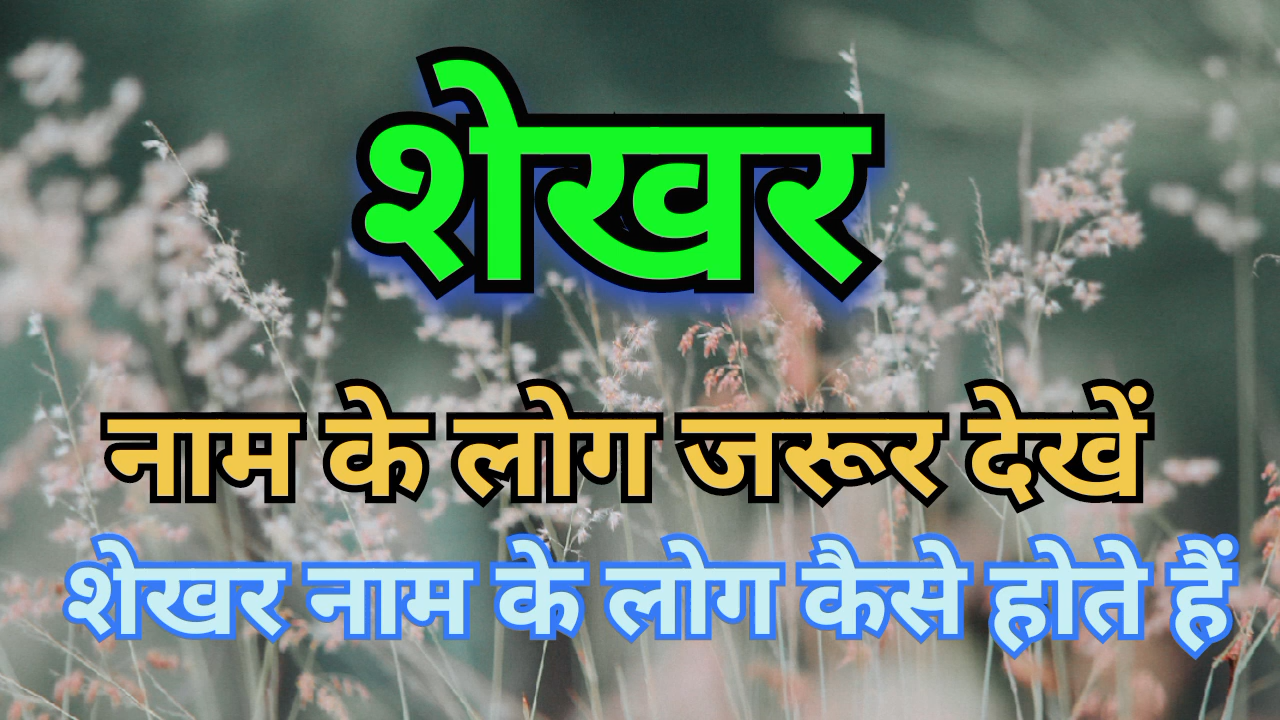 शेखर
नाम के लोग जरूर देखें
शेखर नाम के लोग कैसे होते हैं